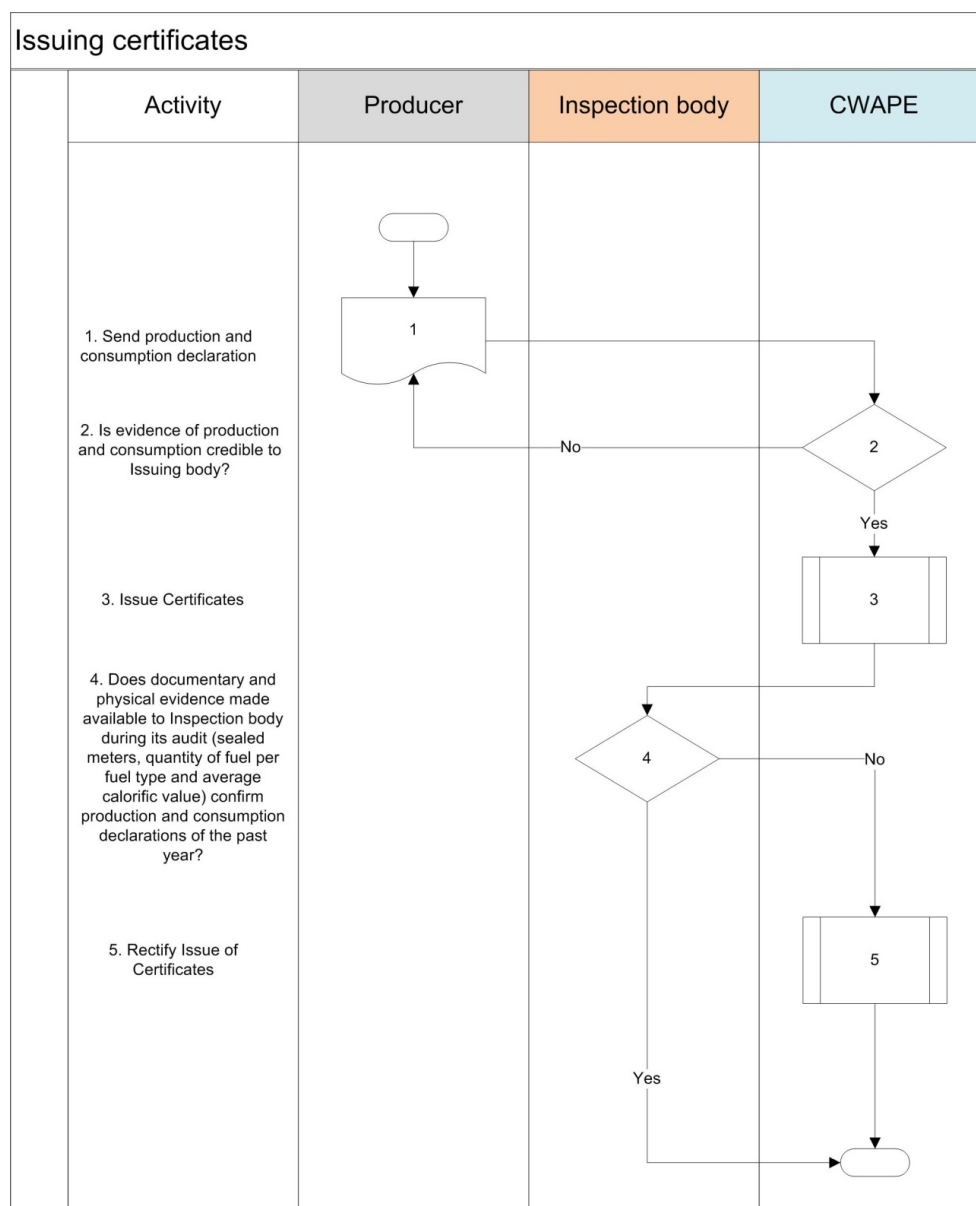 Issuing certificates
Activity
Producer
Inspection body
CWAPE
1. Send production and
consumption declaration
1
2. Is evidence of production
and consumption credible to
Issuing body?
No
2
Yes
3. Issue Certificates
3
4. Does documentary and
physical evidence made
available to Inspection body
during its audit (sealed
meters, quantity of fuel per
fuel type and average
calorific value) confirm
production and consumption
declarations of the past
year?
4
No
5. Rectify Issue of
Certificates
5
Yes